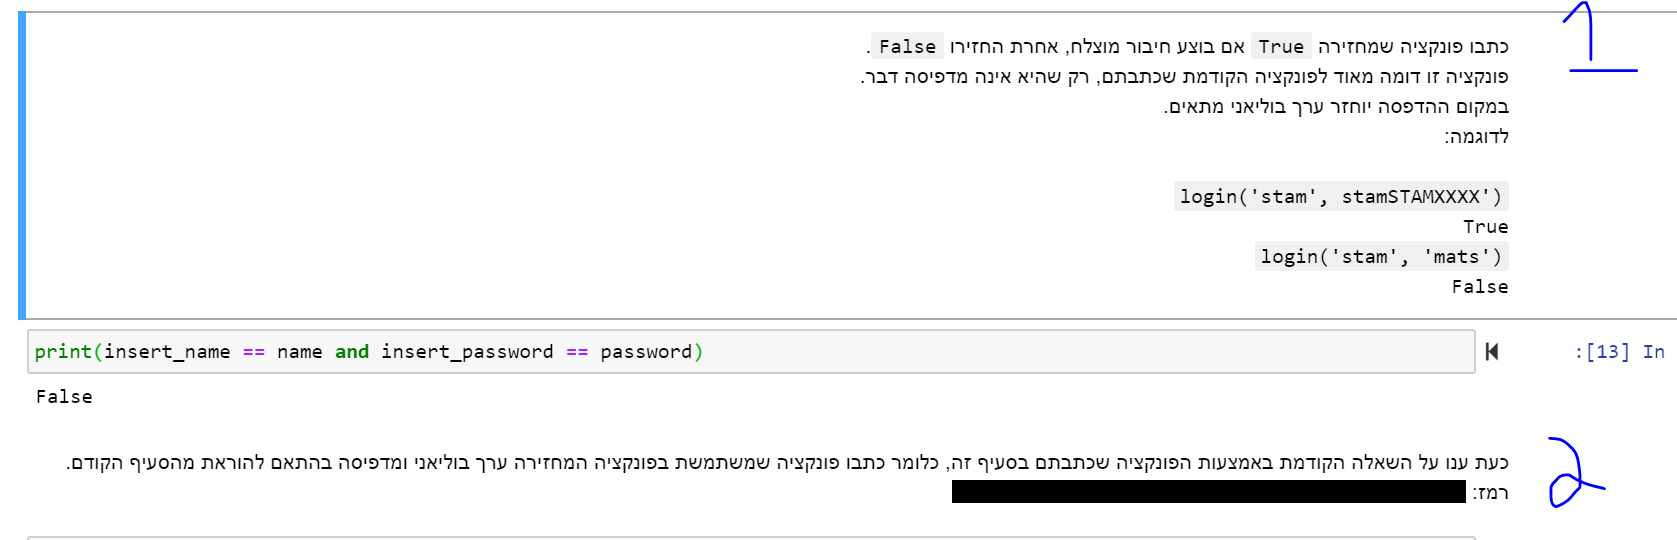 1
כתבו פונקציה שמחזירה True אם בוצע חיבור מוצלח, אחרת החזירו False.
פונקציה זו דומה מאוד לפונקציה הקודמת שכתבתם, רק שהיא אינה מדפיסה דבר.
במקום ההדפסה יוחזר ערך בוליאני מתאים.
לדוגמה:
login('stam', stamSTAMXXXX')
True
login('stam', 'mats')
False
:[13] In
print(insert_name == name and insert_password == password)
False
2
כעת ענו על השאלה הקודמת באמצעות הפונקציה שכתבתם בסעיף זה, כלומר כתבו פונקציה שמשתמשת בפונקציה המחזירה ערך בוליאני ומדפיסה בהתאם להוראת מהסעיף הקודם.
רמז: